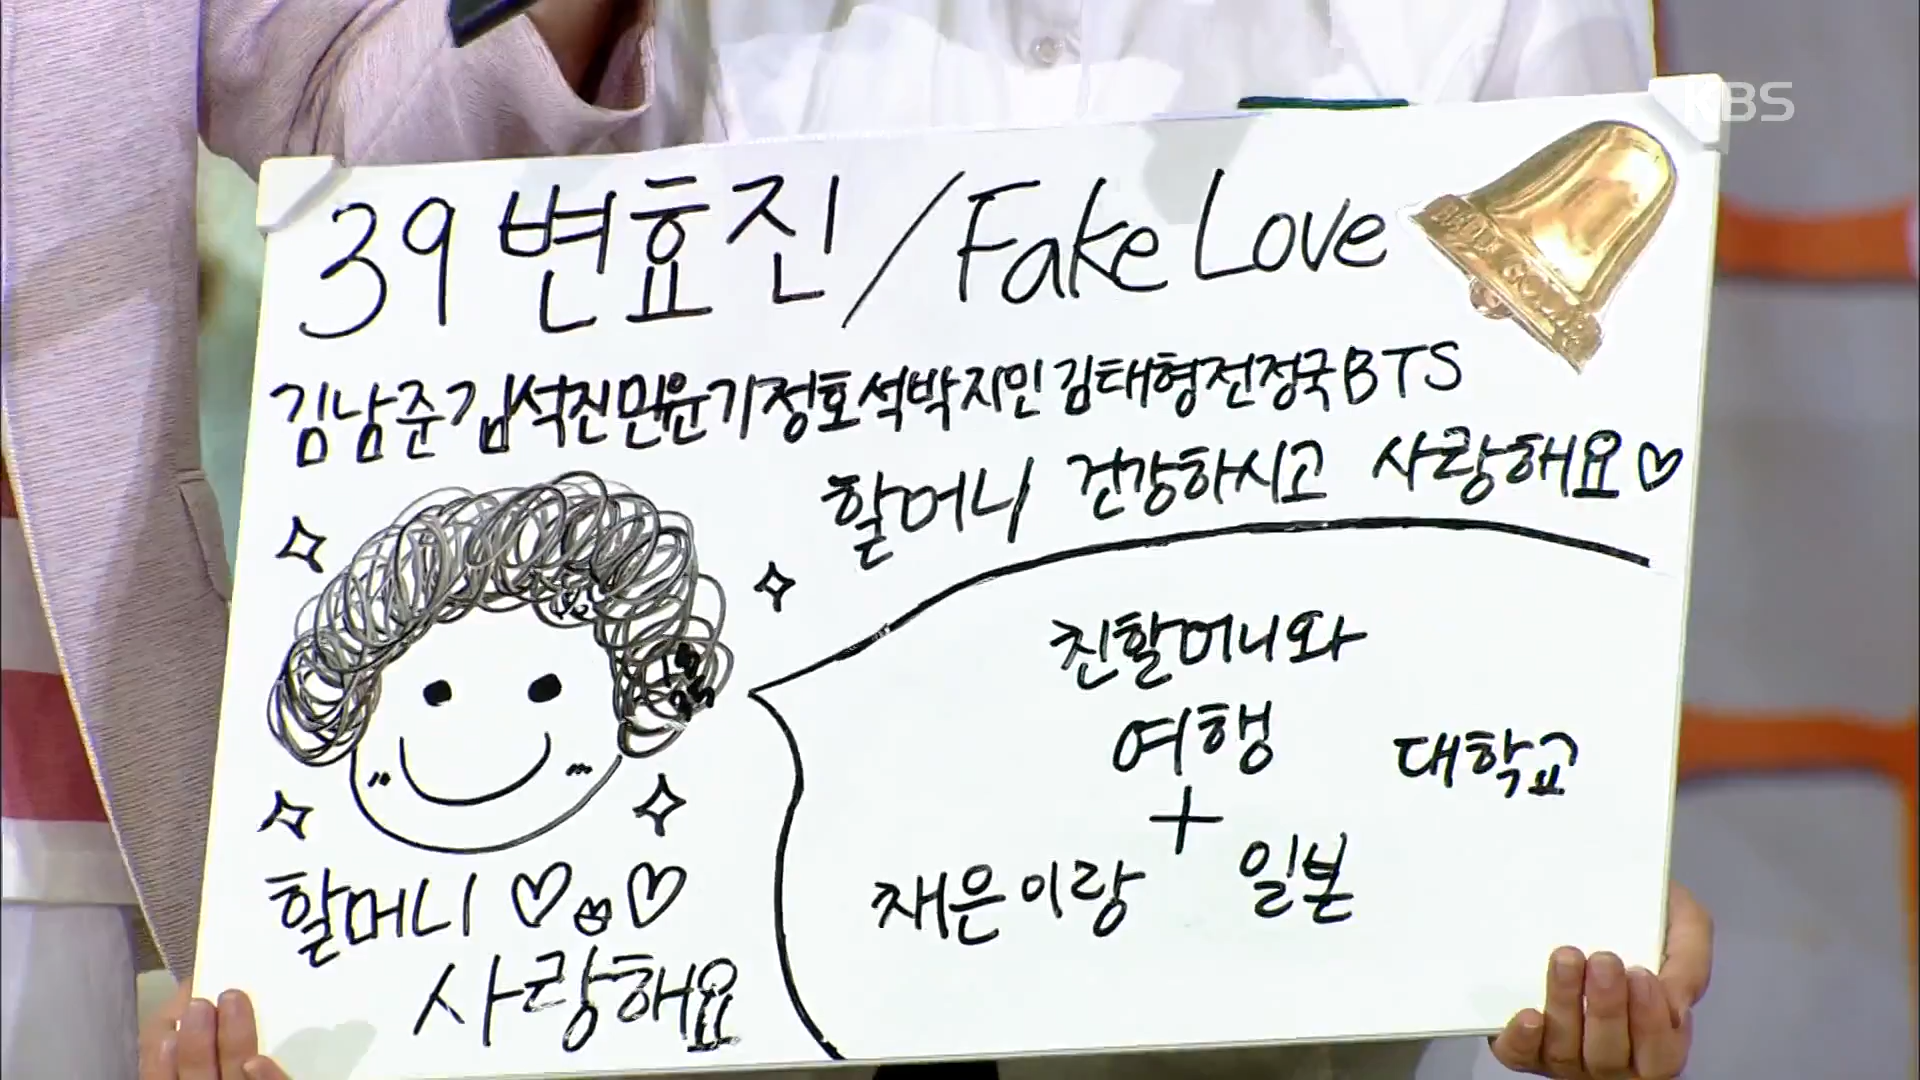 KBS
39 변효진 / Fake Love
김남준김석진민윤기정호석박지민김태형전정국BTS
할머니 건강하시고 사랑해요♡
친할머니와
여행
대학교
+
채은이랑 일본
할머니 ♡ ♡
사랑해요